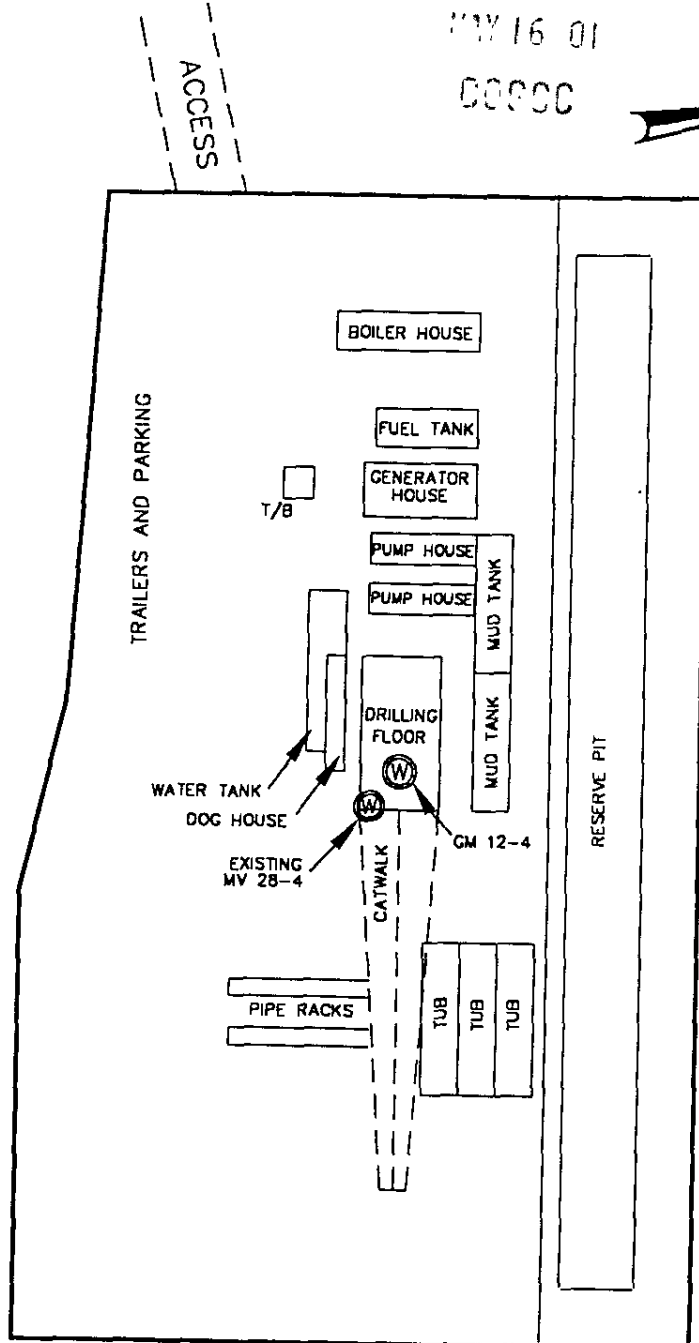 MAY 16 01
COGCC
ACCESS
BOILER HOUSE
FUEL TANK
TRAILERS AND PARKING
T/B
GENERATOR
HOUSE
PUMP HOUSE
PUMP HOUSE
MUD TANK
MUD TANK
DRILLING
FLOOR
W
W
WATER TANK
DOG HOUSE
GM 12-4
EXISTING
MV 28-4
CATWALK
RESERVE PIT
PIPE RACKS
TUB
TUB
TUB